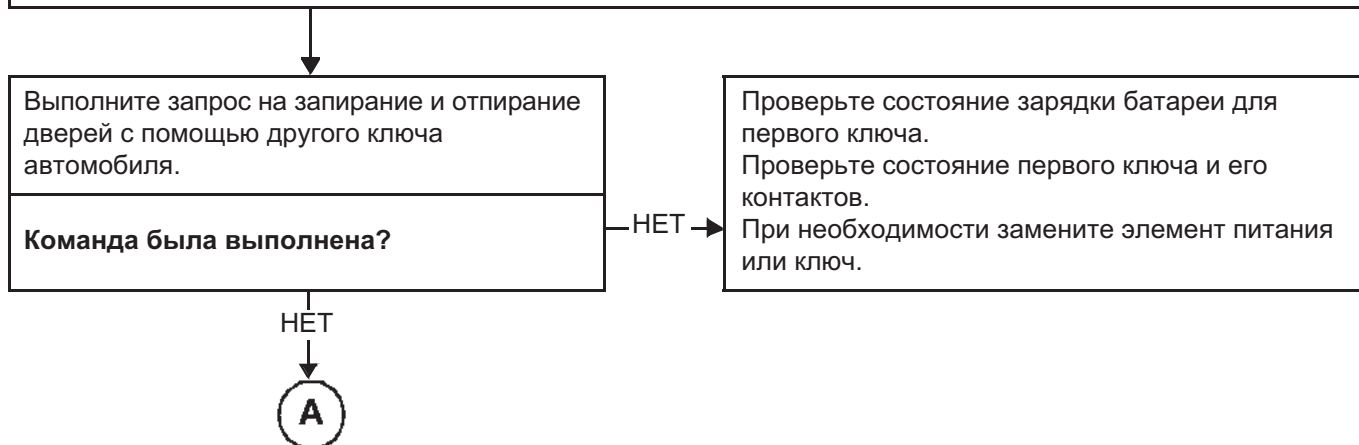 Выполните запрос на запирание и отпирание
дверей с помощью другого ключа
автомобиля.
Команда была выполнена?
НЕТ
Проверьте состояние зарядки батареи для
первого ключа.
Проверьте состояние первого ключа и его
контактов.
При необходимости замените элемент питания
или ключ.
НЕТ
A